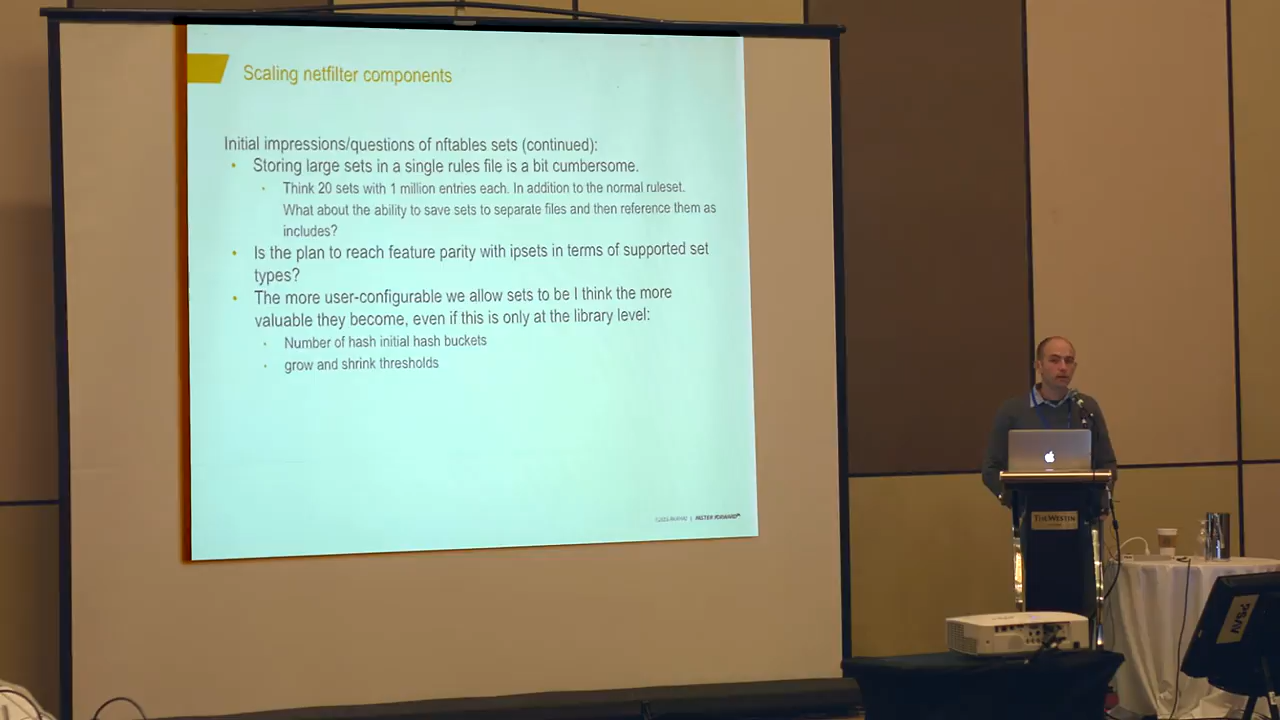 Scaling netfilter components
Initial impressions/questions of nftables sets (continued):
Storing large sets in a single rules file is a bit cumbersome.
Think 20 sets with 1 million entries each. In addition to the normal ruleset.
What about the ability to save sets to separate files and then reference them as
includes?
Is the plan to reach feature parity with ipsets in terms of supported set
types?
The more user-configurable we allow sets to be I think the more
valuable they become, even if this is only at the library level:
Number of hash initial hash buckets
grow and shrink thresholds
FASTER FORWARD
THE WESTIN
PSAV